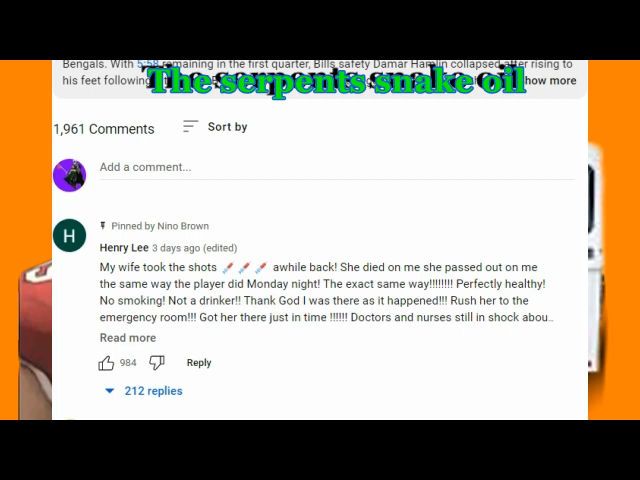 Bengals. With 5:58 remaining in the first quarter, Bills safety Damar Hamlin collapsed after rising to
his feet following
Show more
The serpents snake oil
1,961 Comments
Sort by
Add a comment...
H
Pinned by Nino Brown
Henry Lee 3 days ago (edited)
My wife took the shots 💉 💉 💉 awhile back! She died on me she passed out on me
the same way the player did Monday night! The exact same way!!!!!!!!! Perfectly healthy!
No smoking! Not a drinker!! Thank God I was there as it happened!!! Rush her to the
emergency room!!! Got her there just in time !!!!!! Doctors and nurses still in shock abou…
Read more
984
Reply
212 replies